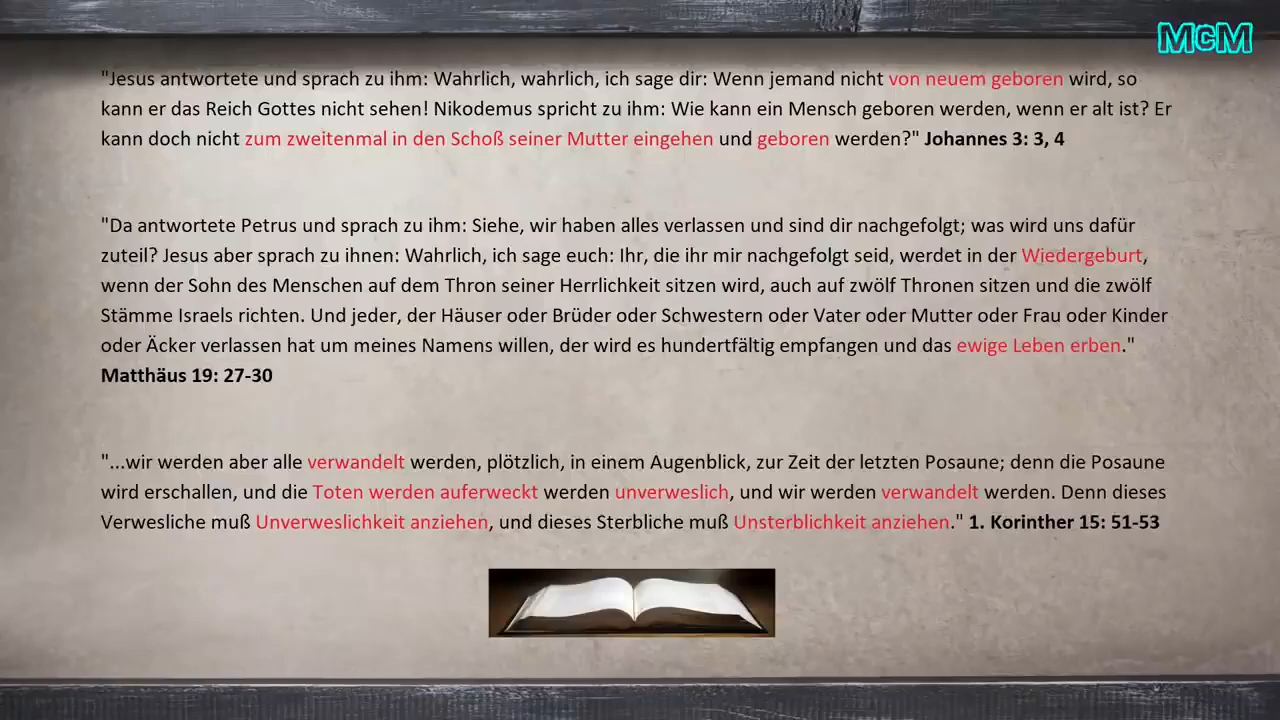 McM
"Jesus antwortete und sprach zu ihm: Wahrlich, wahrlich, ich sage dir: Wenn jemand nicht von neuem geboren wird, so
kann er das Reich Gottes nicht sehen! Nikodemus spricht zu ihm: Wie kann ein Mensch geboren werden, wenn er alt ist? Er
kann doch nicht zum zweitenmal in den Schoß seiner Mutter eingehen und geboren werden?" Johannes 3: 3, 4
"Da antwortete Petrus und sprach zu ihm: Siehe, wir haben alles verlassen und sind dir nachgefolgt; was wird uns dafür
zuteil? Jesus aber sprach zu ihnen: Wahrlich, ich sage euch: Ihr, die ihr mir nachgefolgt seid, werdet in der Wiedergeburt,
wenn der Sohn des Menschen auf dem Thron seiner Herrlichkeit sitzen wird, auch auf zwölf Thronen sitzen und die zwölf
Stämme Israels richten. Und jeder, der Häuser oder Brüder oder Schwestern oder Vater oder Mutter oder Frau oder Kinder
oder Äcker verlassen hat um meines Namens willen, der wird es hundertfältig empfangen und das ewige Leben erben."
Matthäus 19: 27-30
"...wir werden aber alle verwandelt werden, plötzlich, in einem Augenblick, zur Zeit der letzten Posaune; denn die Posaune
wird erschallen, und die Toten werden auferweckt werden unverweslich, und wir werden verwandelt werden. Denn dieses
Verwesliche muß Unverweslichkeit anziehen, und dieses Sterbliche muß Unsterblichkeit anziehen." 1. Korinther 15: 51-53